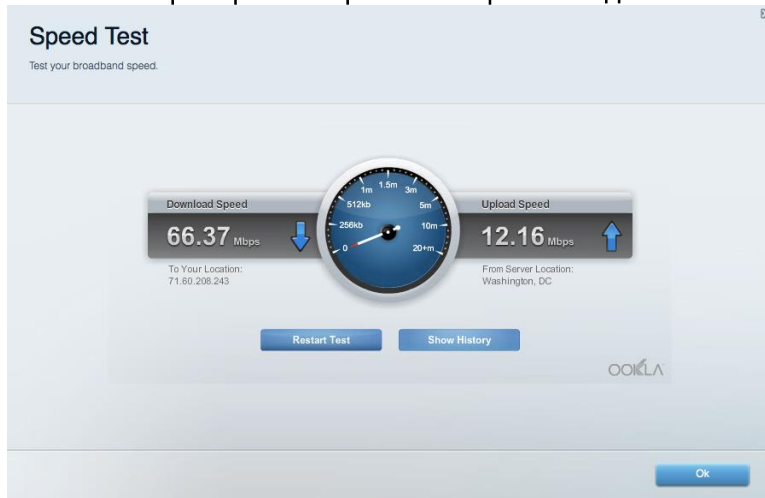 Speed Test
Test your broadband speed.
1m 1.5m 3m
512kb 5m
256kb 10m
0 20+m
Download Speed
66.37 Mbps
To Your Location:
71.60.208.243
Upload Speed
12.16 Mbps
From Server Location:
Washington, DC
Restart Test
Show History
OOKLA
Ok